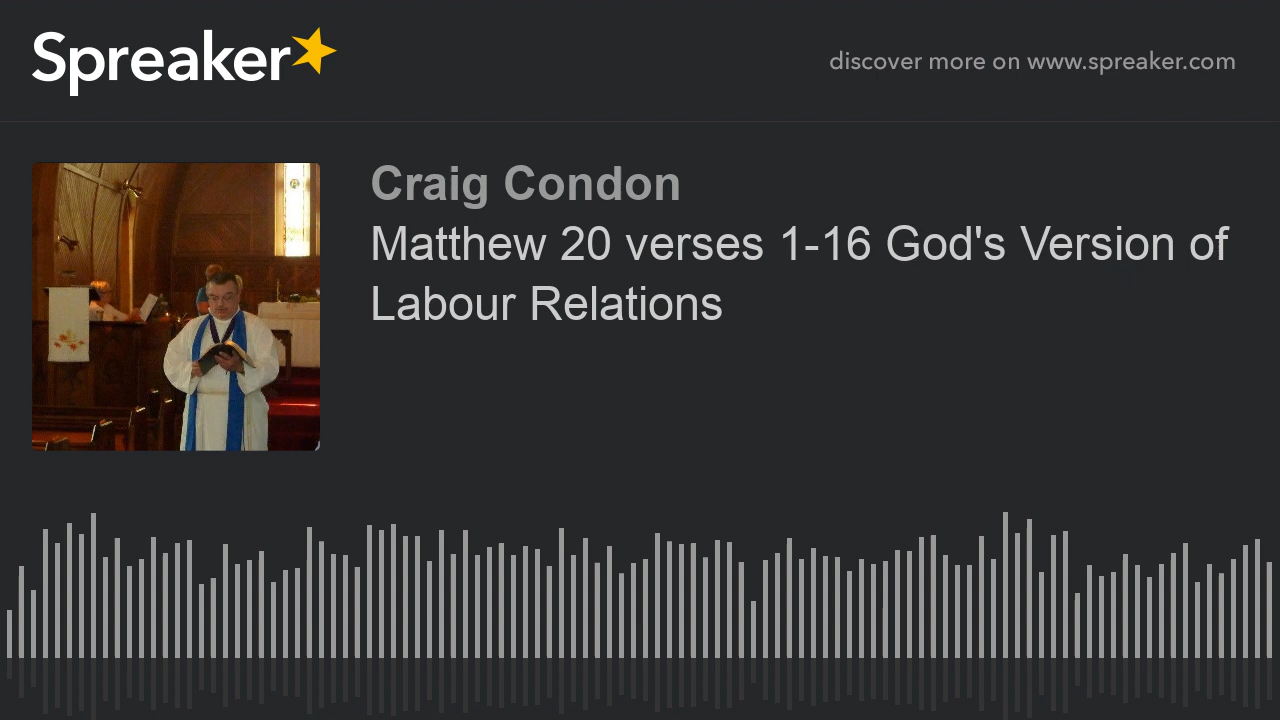 Spreaker
discover more on www.spreaker.com
Craig Condon
Matthew 20 verses 1-16 God's Version of
Labour Relations